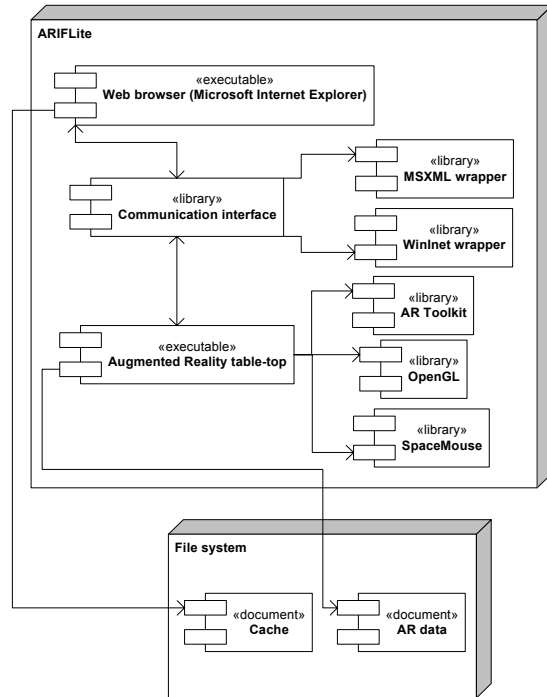 ARIFLite
«executable»
Web browser (Microsoft Internet Explorer)
«library»
MSXML wrapper
«library»
Communication interface
«library»
WinInet wrapper
«library»
AR Toolkit
«executable»
Augmented Reality table-top
«library»
OpenGL
«library»
SpaceMouse
File system
«document»
Cache
«document»
AR data